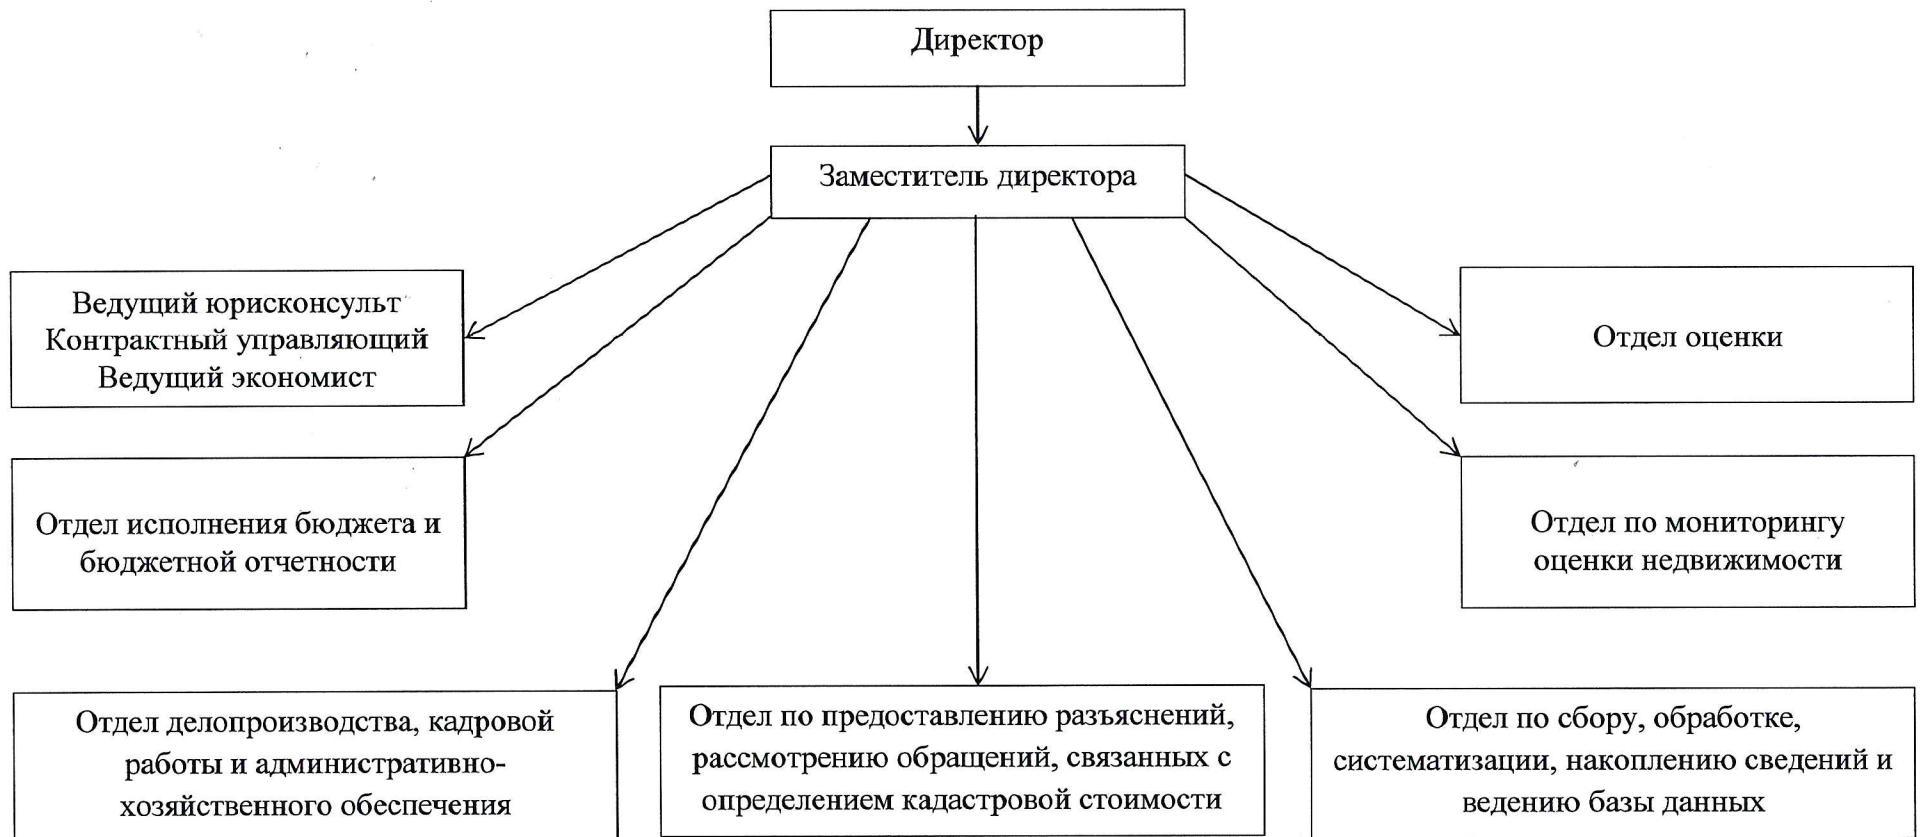 Директор
Заместитель директора
Ведущий юрисконсульт
Контрактный управляющий
Ведущий экономист
Отдел оценки
Отдел исполнения бюджета и
бюджетной отчетности
Отдел по мониторингу
оценки недвижимости
Отдел делопроизводства, кадровой
работы и административно-
хозяйственного обеспечения
Отдел по предоставлению разъяснений,
рассмотрению обращений, связанных с
определением кадастровой стоимости
Отдел по сбору, обработке,
систематизации, накоплению сведений и
ведению базы данных